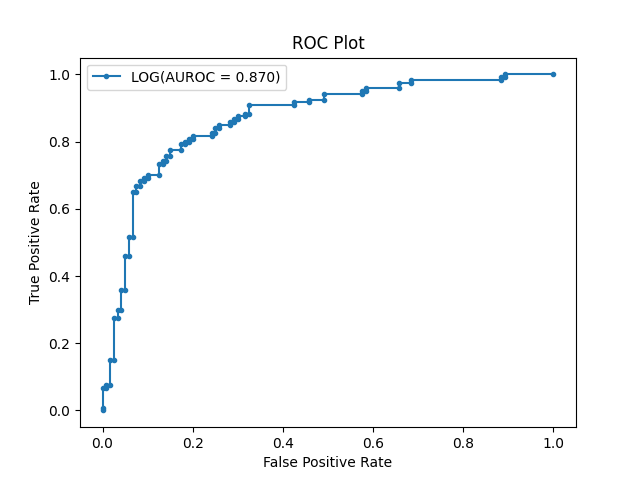 ROC Plot
LOG(AUROC = 0.870)
True Positive Rate
1.0
0.8
0.6
0.4
0.2
0.0
0.0 0.2 0.4 0.6 0.8 1.0
False Positive Rate